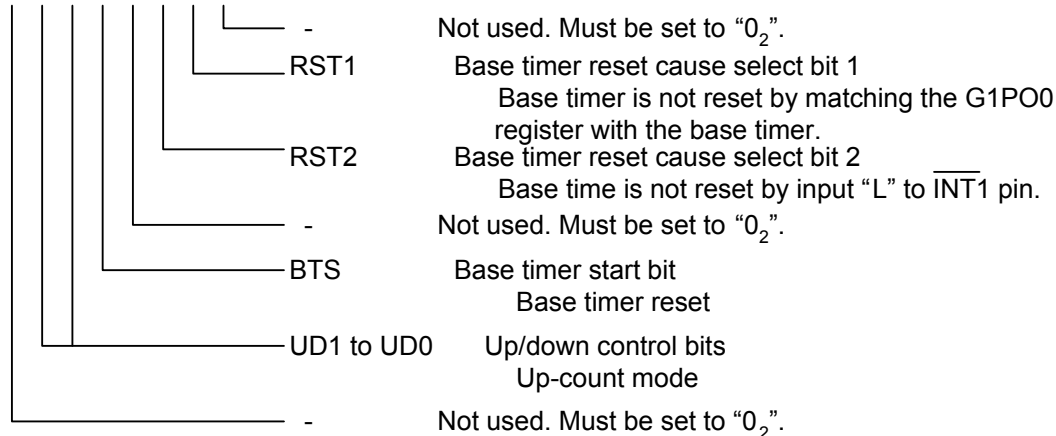 - Not used. Must be set to “0₂”.
RST1 Base timer reset cause select bit 1
Base timer is not reset by matching the G1PO0
register with the base timer.
RST2 Base timer reset cause select bit 2
Base time is not reset by input “L” to I̅N̅T̅1 pin.
- Not used. Must be set to “0₂”.
BTS Base timer start bit
Base timer reset
UD1 to UD0 Up/down control bits
Up-count mode
- Not used. Must be set to “0₂”.